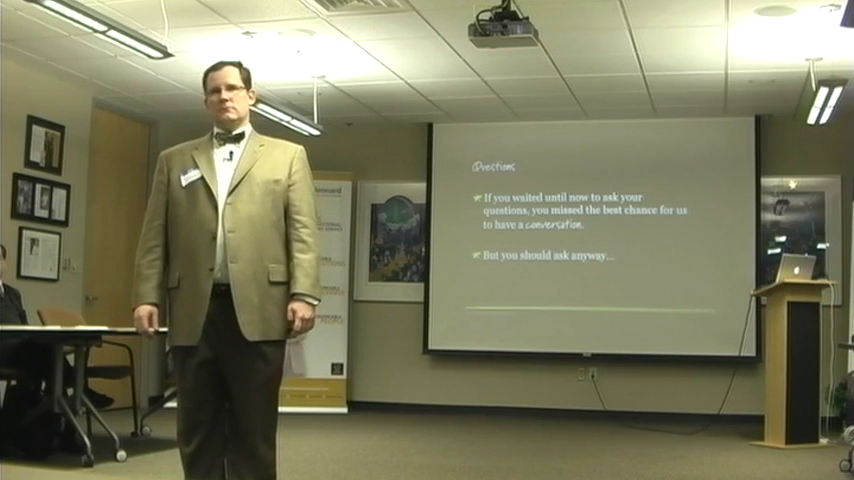 Questions
If you waited until now to ask your
questions, you missed the best chance for us
to have a conversation.
But you should ask anyway...
PEOPLE